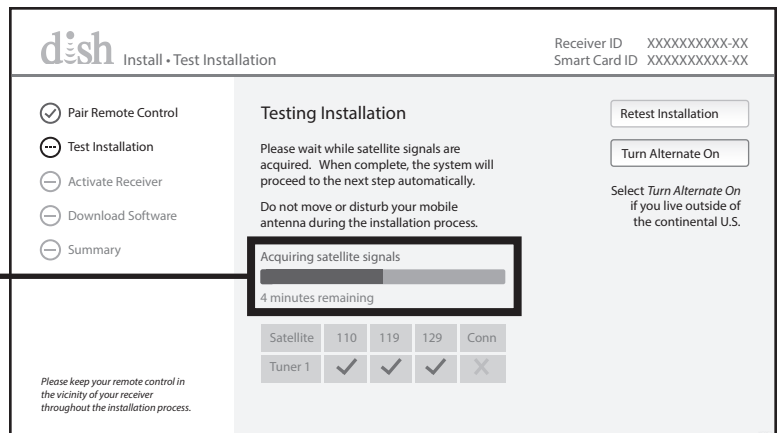 dish Install • Test Installation
Receiver ID XXXXXXXXXX-XX
Smart Card ID XXXXXXXXXX-XX
Pair Remote Control
Test Installation
Activate Receiver
Download Software
Summary
Please keep your remote control in
the vicinity of your receiver
throughout the installation process.
Testing Installation
Please wait while satellite signals are
acquired. When complete, the system will
proceed to the next step automatically.
Do not move or disturb your mobile
antenna during the installation process.
Acquiring satellite signals
4 minutes remaining
Satellite 110 119 129 Conn
Tuner 1 ✓ ✓ ✓ X
Retest Installation
Turn Alternate On
Select Turn Alternate On
if you live outside of
the continental U.S.